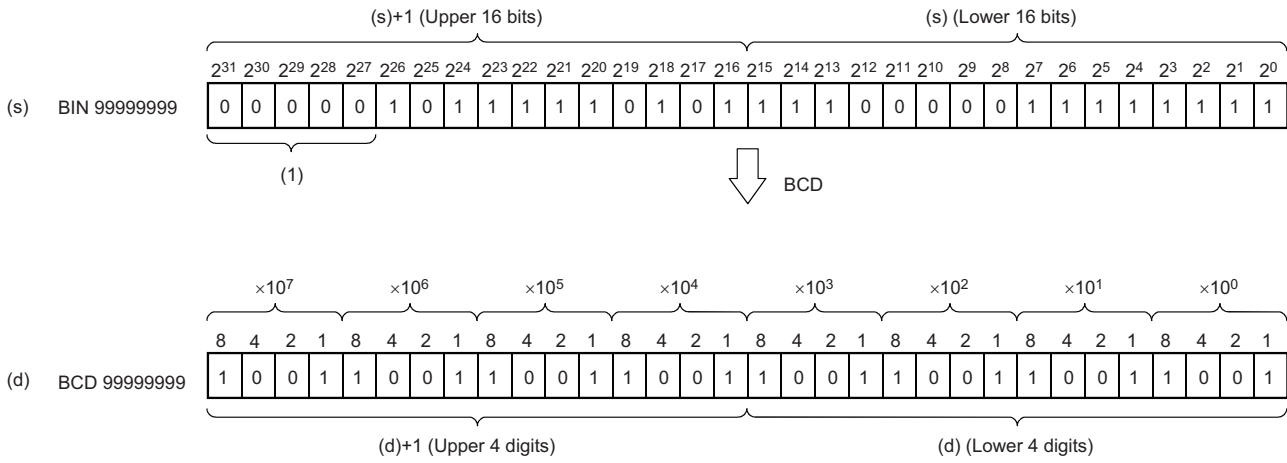 (s)+1 (Upper 16 bits) (s) (Lower 16 bits)
2³¹ 2³⁰ 2²⁹ 2²⁸ 2²⁷ 2²⁶ 2²⁵ 2²⁴ 2²³ 2²² 2²¹ 2²⁰ 2¹⁹ 2¹⁸ 2¹⁷ 2¹⁶ 2¹⁵ 2¹⁴ 2¹³ 2¹² 2¹¹ 2¹⁰ 2⁹ 2⁸ 2⁷ 2⁶ 2⁵ 2⁴ 2³ 2² 2¹ 2⁰
(s) BIN 99999999 0 0 0 0 0 1 0 1 1 1 1 1 0 1 0 1 1 1 1 0 0 0 0 0 1 1 1 1 1 1 1 1
(1)
BCD
×10⁷ ×10⁶ ×10⁵ ×10⁴ ×10³ ×10² ×10¹ ×10⁰
8 4 2 1 8 4 2 1 8 4 2 1 8 4 2 1 8 4 2 1 8 4 2 1 8 4 2 1 8 4 2 1
(d) BCD 99999999 1 0 0 1 1 0 0 1 1 0 0 1 1 0 0 1 1 0 0 1 1 0 0 1 1 0 0 1 1 0 0 1
(d)+1 (Upper 4 digits) (d) (Lower 4 digits)